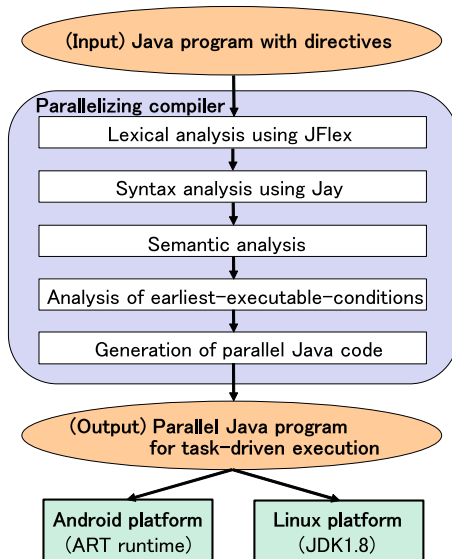 (Input) Java program with directives
Parallelizing compiler
Lexical analysis using JFlex
Syntax analysis using Jay
Semantic analysis
Analysis of earliest-executable-conditions
Generation of parallel Java code
(Output) Parallel Java program
for task-driven execution
Android platform
(ART runtime)
Linux platform
(JDK1.8)